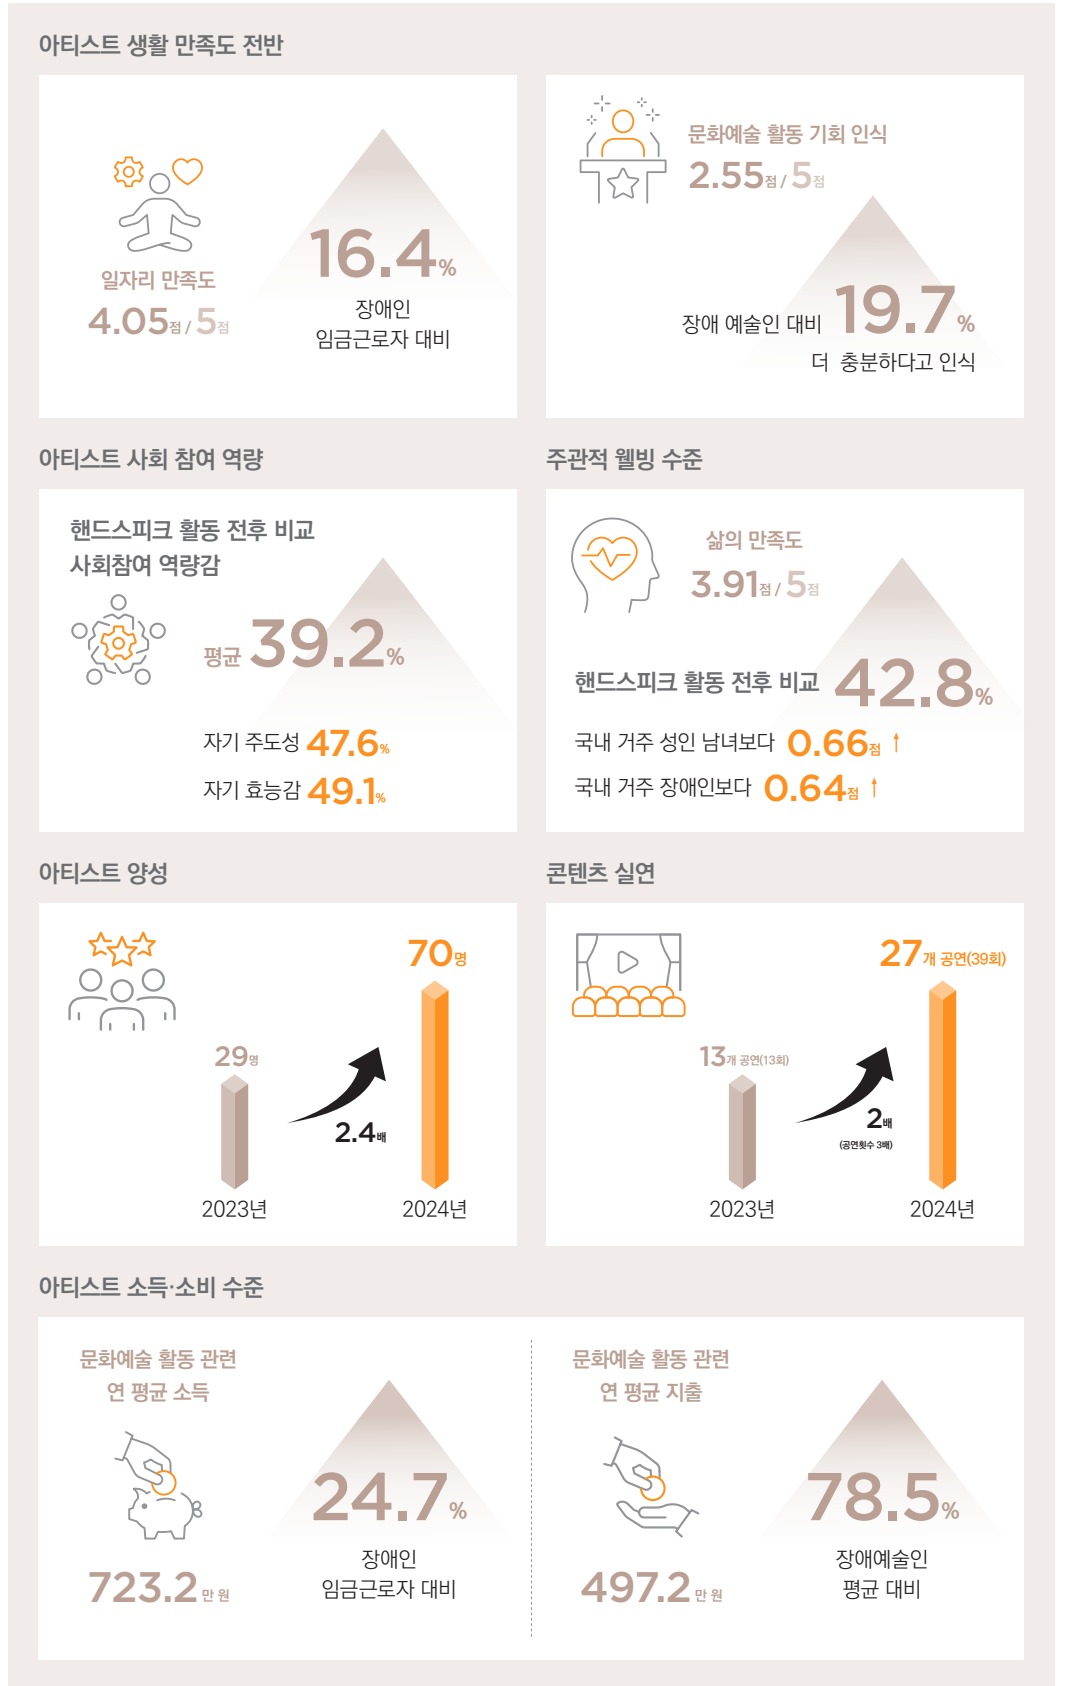 아티스트 생활 만족도 전반
일자리 만족도
4.05점 / 5점
16.4%
장애인
임금근로자 대비
문화예술 활동 기회 인식
2.55점 / 5점
장애 예술인 대비 19.7%
더 충분하다고 인식
아티스트 사회 참여 역량
핸드스피크 활동 전후 비교
사회참여 역량감
평균 39.2%
자기 주도성 47.6%
자기 효능감 49.1%
주관적 웰빙 수준
삶의 만족도
3.91점 / 5점
핸드스피크 활동 전후 비교 42.8%
국내 거주 성인 남녀보다 0.66점 ↑
국내 거주 장애인보다 0.64점 ↑
아티스트 양성
70명
29명
2.4배
2023년 2024년
콘텐츠 실연
27개 공연(39회)
13개 공연(13회)
2배
(공연횟수 3배)
2023년 2024년
아티스트 소득·소비 수준
문화예술 활동 관련
연 평균 소득
723.2만 원
24.7%
장애인
임금근로자 대비
문화예술 활동 관련
연 평균 지출
497.2만 원
78.5%
장애예술인
평균 대비